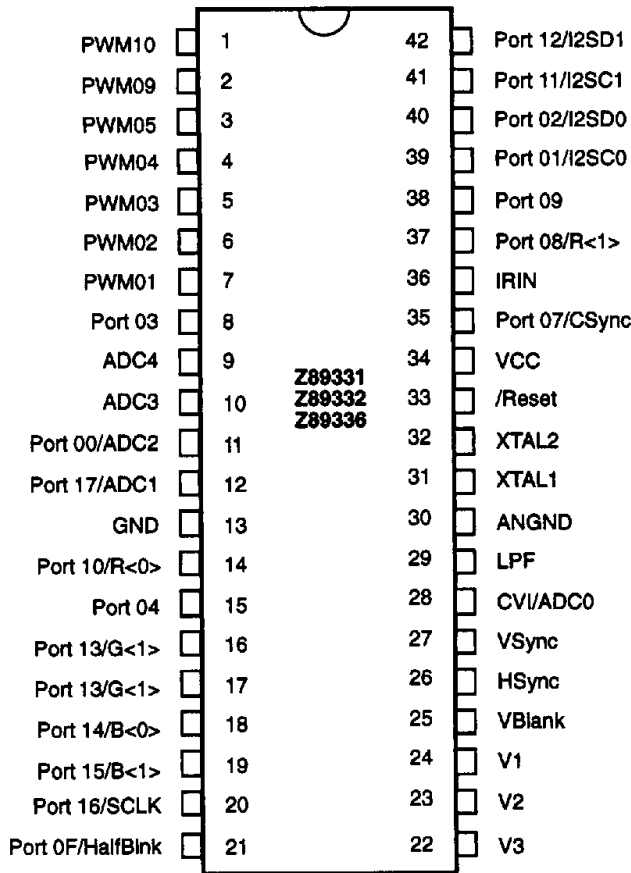 PWM10 1 42 Port 12/I2SD1
PWM09 2 41 Port 11/I2SC1
PWM05 3 40 Port 02/I2SD0
PWM04 4 39 Port 01/I2SC0
PWM03 5 38 Port 09
PWM02 6 37 Port 08/R<1>
PWM01 7 36 IRIN
Port 03 8 35 Port 07/CSync
ADC4 9 34 VCC
Z89331
ADC3 10 Z89332 33 /Reset
Z89336
Port 00/ADC2 11 32 XTAL2
Port 17/ADC1 12 31 XTAL1
GND 13 30 ANGND
Port 10/R<0> 14 29 LPF
Port 04 15 28 CVI/ADC0
Port 13/G<1> 16 27 VSync
Port 13/G<1> 17 26 HSync
Port 14/B<0> 18 25 VBlank
Port 15/B<1> 19 24 V1
Port 16/SCLK 20 23 V2
Port 0F/HalfBlnk 21 22 V3